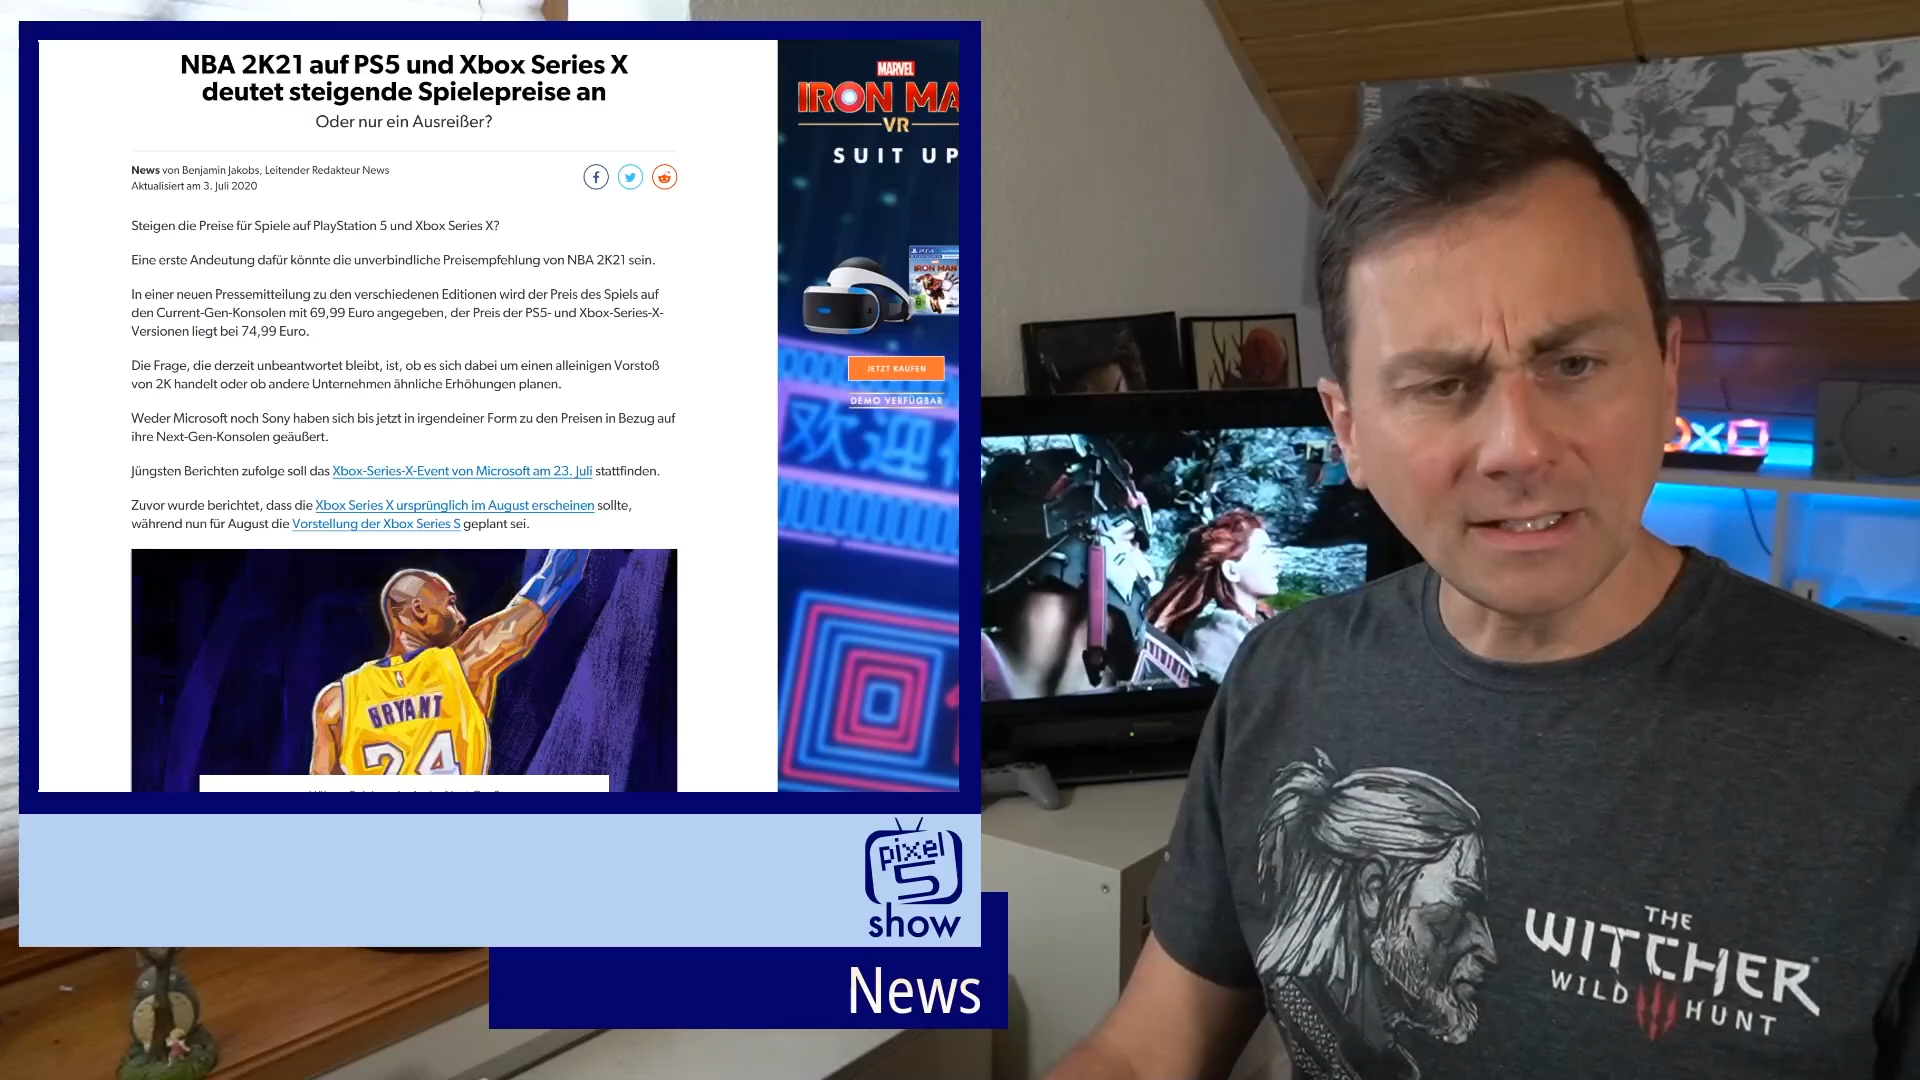 NBA 2K21 auf PS5 und Xbox Series X
deutet steigende Spielepreise an
Oder nur ein Ausreißer?
News von Benjamin Jakobs, Leitender Redakteur News
Aktualisiert am 3. Juli 2020
Steigen die Preise für Spiele auf PlayStation 5 und Xbox Series X?
Eine erste Andeutung dafür könnte die unverbindliche Preisempfehlung von NBA 2K21 sein.
In einer neuen Pressemitteilung zu den verschiedenen Editionen wird der Preis des Spiels auf
den Current-Gen-Konsolen mit 69,99 Euro angegeben, der Preis der PS5- und Xbox-Series-X-
Versionen liegt bei 74,99 Euro.
Die Frage, die derzeit unbeantwortet bleibt, ist, ob es sich dabei um einen alleinigen Vorstoß
von 2K handelt oder ob andere Unternehmen ähnliche Erhöhungen planen.
Weder Microsoft noch Sony haben sich bis jetzt in irgendeiner Form zu den Preisen in Bezug auf
ihre Next-Gen-Konsolen geäußert.
Jüngsten Berichten zufolge soll das Xbox-Series-X-Event von Microsoft am 23. Juli stattfinden.
Zuvor wurde berichtet, dass die Xbox Series X ursprünglich im August erscheinen sollte,
während nun für August die Vorstellung der Xbox Series S geplant sei.
BRYANT
24
MARVEL
IRON MA
VR
SUIT UP
PS4
IRON MAN
JETZT KAUFEN
DEMO VERFÜGBAR
欢迎
pixel
5
show
News
THE
WITCHER
WILD HUNT